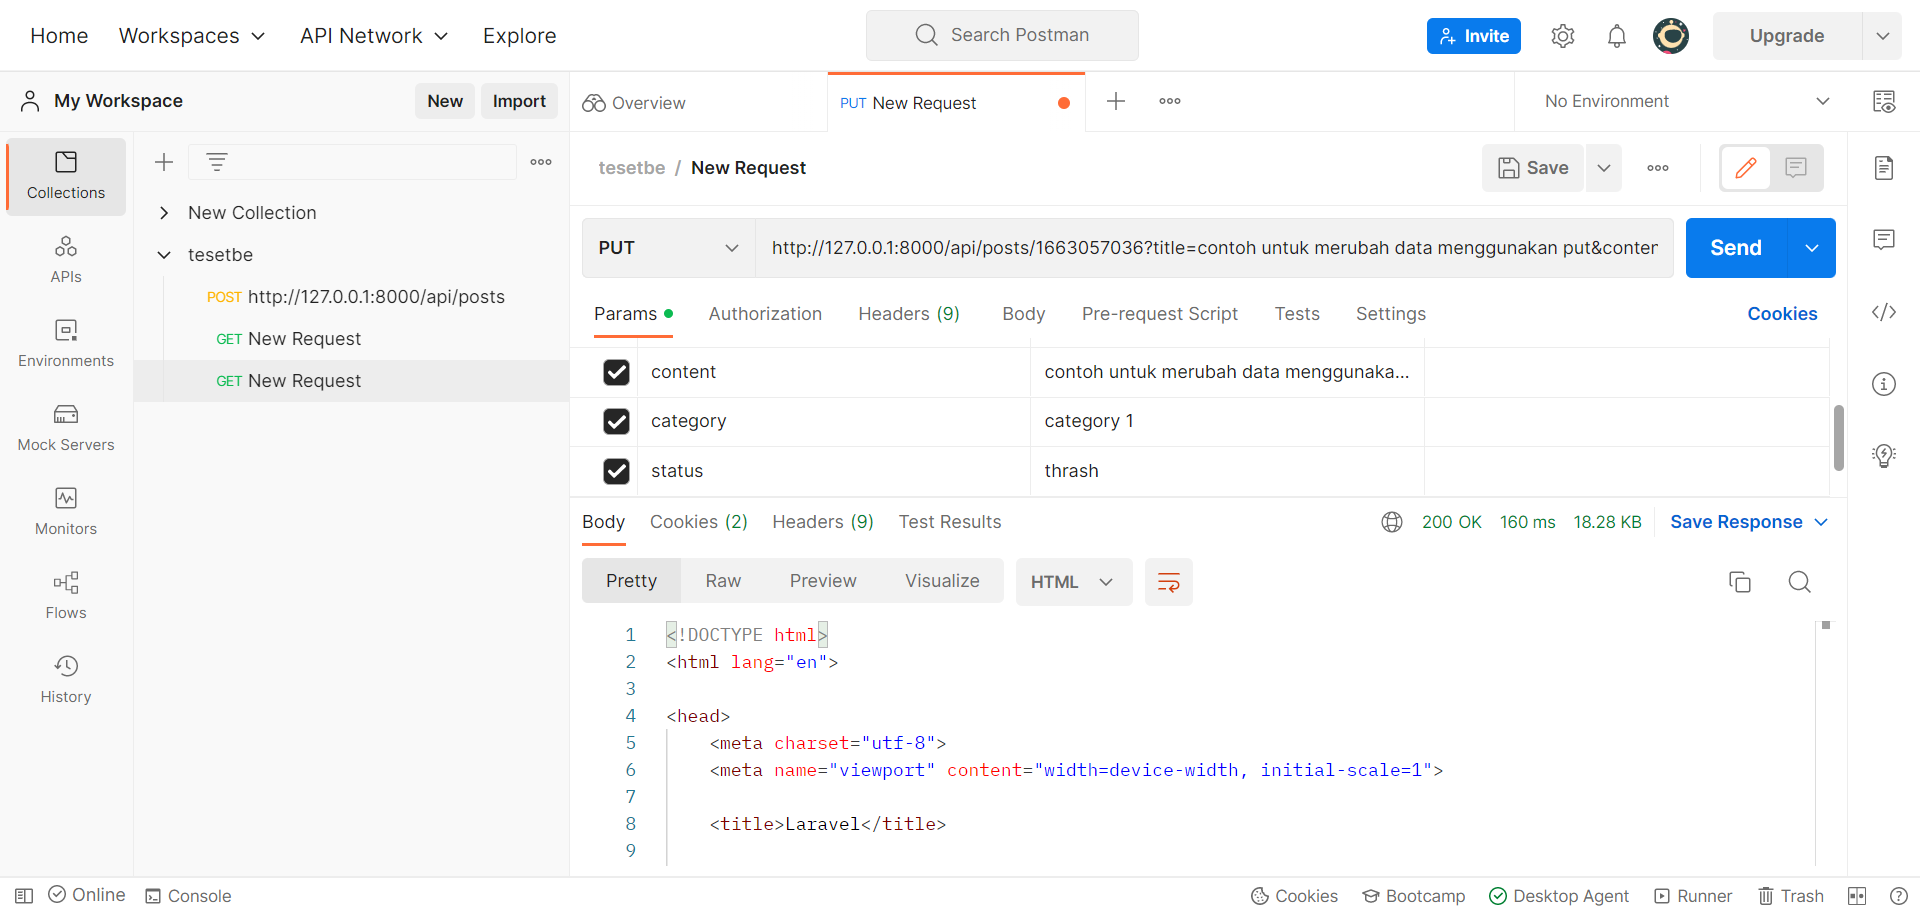 Home Workspaces API Network Explore Search Postman Invite Upgrade
My Workspace New Import Overview PUT New Request No Environment
Collections
APIs
Environments
Mock Servers
Monitors
Flows
History
New Collection
tesetbe
POST http://127.0.0.1:8000/api/posts
GET New Request
GET New Request
tesetbe / New Request Save
PUT http://127.0.0.1:8000/api/posts/1663057036?title=contoh untuk merubah data menggunakan put&conten Send
Params Authorization Headers (9) Body Pre-request Script Tests Settings Cookies
content contoh untuk merubah data menggunaka...
category category 1
status thrash
Body Cookies (2) Headers (9) Test Results 200 OK 160 ms 18.28 KB Save Response
Pretty Raw Preview Visualize HTML
1 <!DOCTYPE html>
2 <html lang="en">
3
4 <head>
5 <meta charset="utf-8">
6 <meta name="viewport" content="width=device-width, initial-scale=1">
7
8 <title>Laravel</title>
9
Online Console Cookies Bootcamp Desktop Agent Runner Trash